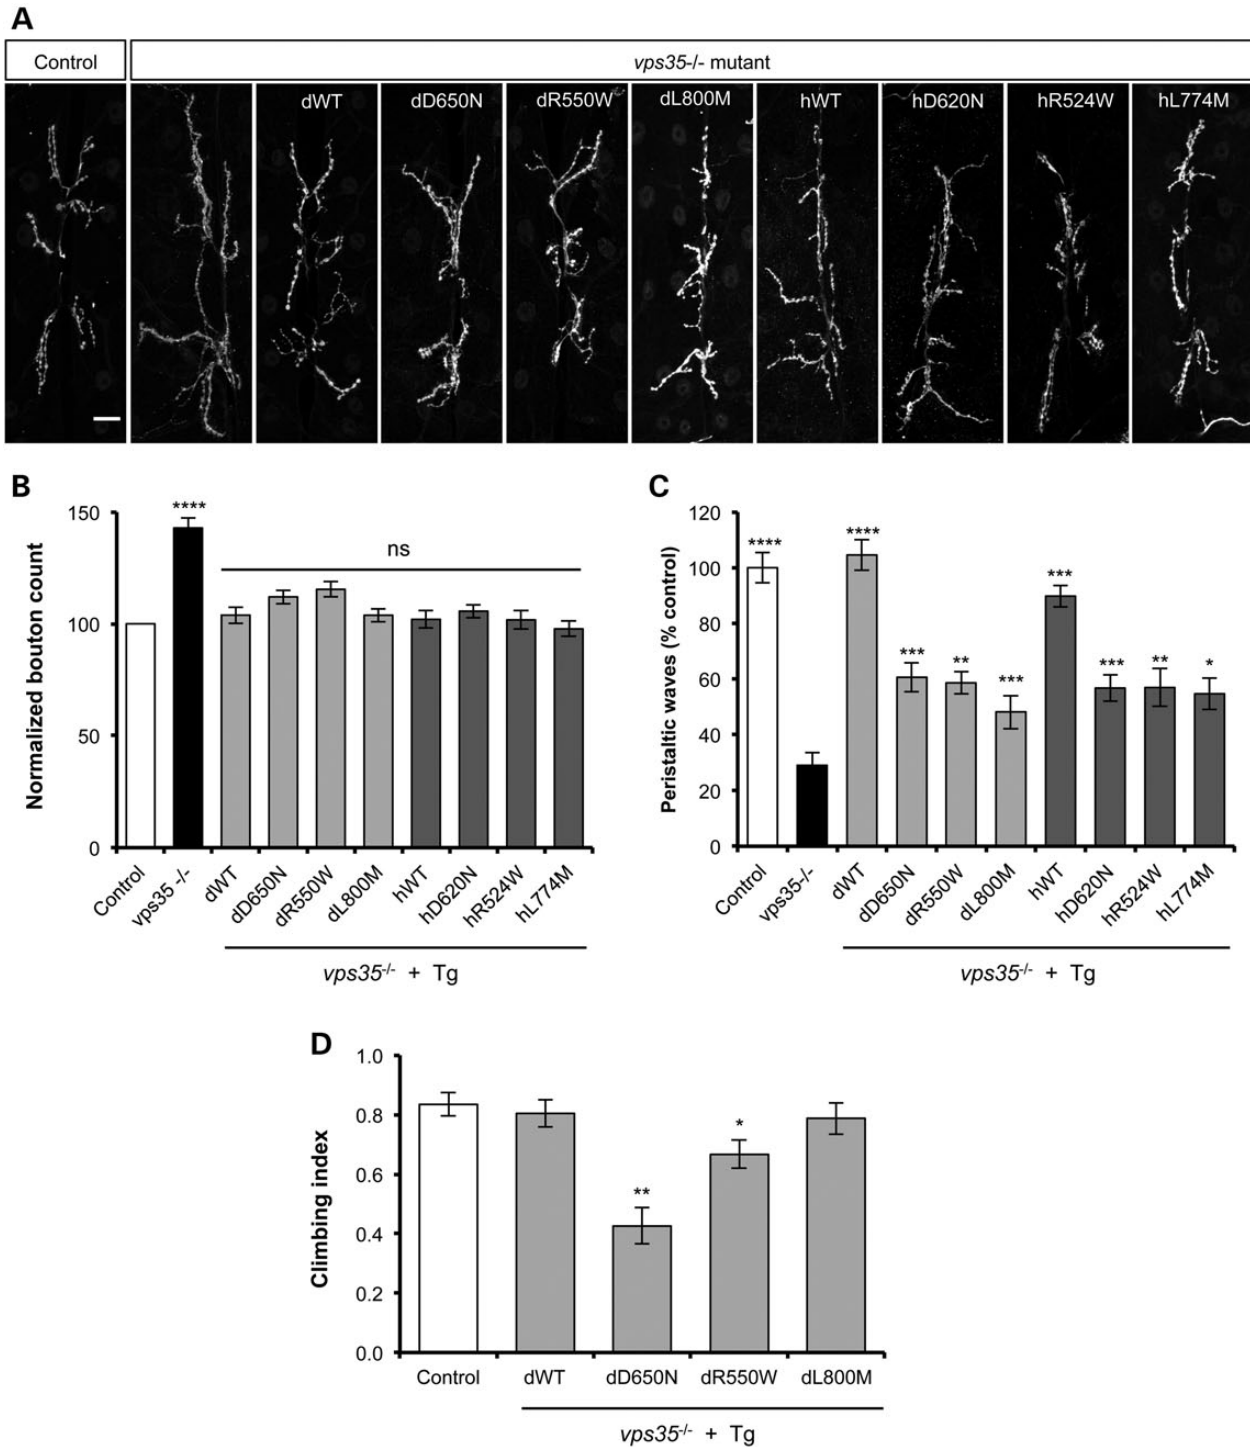 A
Control
vps35-/- mutant
dWT dD650N dR550W dL800M hWT hD620N hR524W hL774M
B
Normalized bouton count
150
100
50
0
****
ns
Control vps35 -/- dWT dD650N dR550W dL800M hWT hD620N hR524W hL774M
vps35-/- + Tg
C
Peristaltic waves (% control)
120
100
80
60
40
20
0
**** **** *** ** *** *** *** ** *
Control vps35-/- dWT dD650N dR550W dL800M hWT hD620N hR524W hL774M
vps35-/- + Tg
D
Climbing index
1.0
0.8
0.6
0.4
0.2
0.0
** *
Control dWT dD650N dR550W dL800M
vps35-/- + Tg